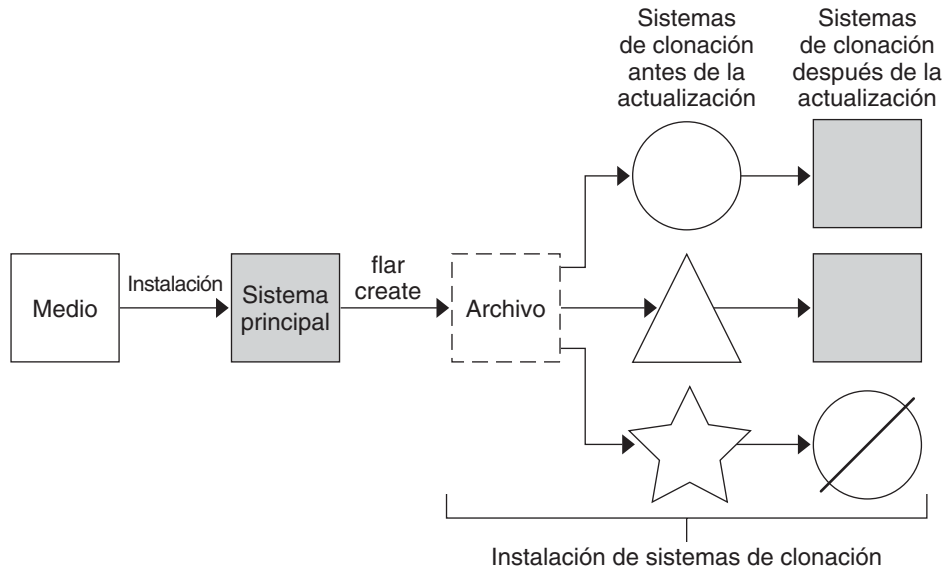 Sistemas
de clonación
antes de la
actualización
Sistemas
de clonación
después de la
actualización
Medio
Instalación
Sistema
principal
flar
create
Archivo
Instalación de sistemas de clonación